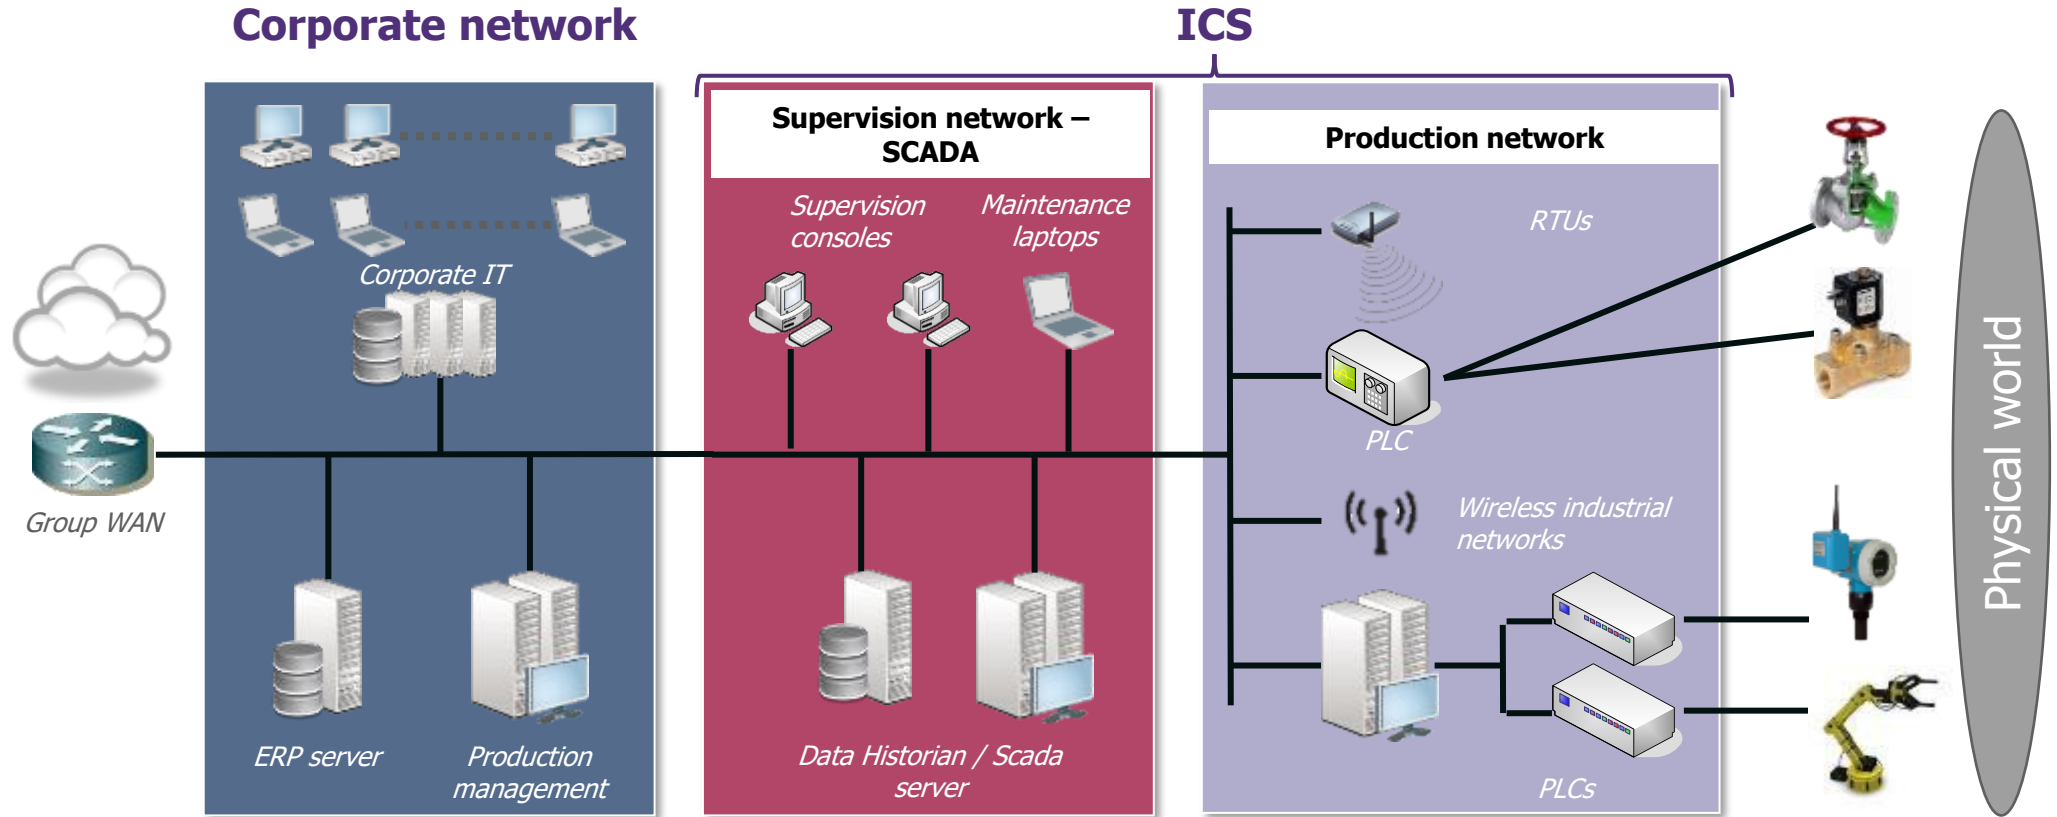 Corporate network
ICS
Supervision network –
SCADA
Production network
Supervision
consoles
Maintenance
laptops
RTUs
Corporate IT
PLC
Group WAN
Wireless industrial
networks
ERP server
Production
management
Data Historian / Scada
server
PLCs
Physical world